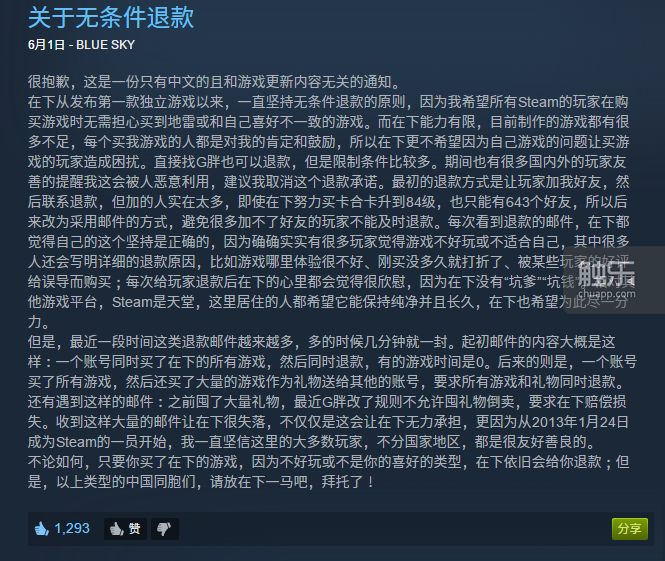 关于无条件退款
6月1日 - BLUE SKY
很抱歉，这是一份只有中文的且和游戏更新内容无关的通知。
在下从发布第一款独立游戏以来，一直坚持无条件退款的原则，因为我希望所有Steam的玩家在购
买游戏时无需担心买到地雷或和自己喜好不一致的游戏。而在下能力有限，目前制作的游戏都有很
多不足，每个买我游戏的人都是对我的肯定和鼓励，所以在下更不希望因为自己游戏的问题让买游
戏的玩家造成困扰。直接找G胖也可以退款，但是限制条件比较多。期间也有很多国内外的玩家友
善的提醒我这会被人恶意利用，建议我取消这个退款承诺。最初的退款方式是让玩家加我好友，然
后联系退款，但加的人实在太多，即使在下努力买卡合卡升到84级，也只能有643个好友，所以后
来改为采用邮件的方式，避免很多加不了好友的玩家不能及时退款。每次看到退款的邮件，在下都
觉得自己的这个坚持是正确的，因为确确实实有很多玩家觉得游戏不好玩或不适合自己，其中很多
人还会写明详细的退款原因，比如游戏哪里体验很不好、刚买没多久就打折了、被某些玩家的好评
给误导而购买；每次给玩家退款后在下的心里都会觉得很欣慰，因为在下没有“坑爹”“坑钱”
他游戏平台，Steam是天堂，这里居住的人都希望它能保持纯净并且长久，在下也希望为此尽一分
力。
但是，最近一段时间这类退款邮件越来越多，多的时候几分钟就一封。起初邮件的内容大概是这
样：一个账号同时买了在下的所有游戏，然后同时退款，有的游戏时间是0。后来的则是，一个账号
买了所有游戏，然后还买了大量的游戏作为礼物送给其他的账号，要求所有游戏和礼物同时退款。
还有遇到这样的邮件：之前囤了大量礼物，最近G胖改了规则不允许囤礼物倒卖，要求在下赔偿损
失。收到这样大量的邮件让在下很失落，不仅仅是这会让在下无力承担，更因为从2013年1月24日
成为Steam的一员开始，我一直坚信这里的大多数玩家，不分国家地区，都是很友好善良的。
不论如何，只要你买了在下的游戏，因为不好玩或不是你的喜好的类型，在下依旧会给你退款；但
是，以上类型的中国同胞们，请放在下一马吧，拜托了！
触乐
chuapp.com
1,293
赞
分享